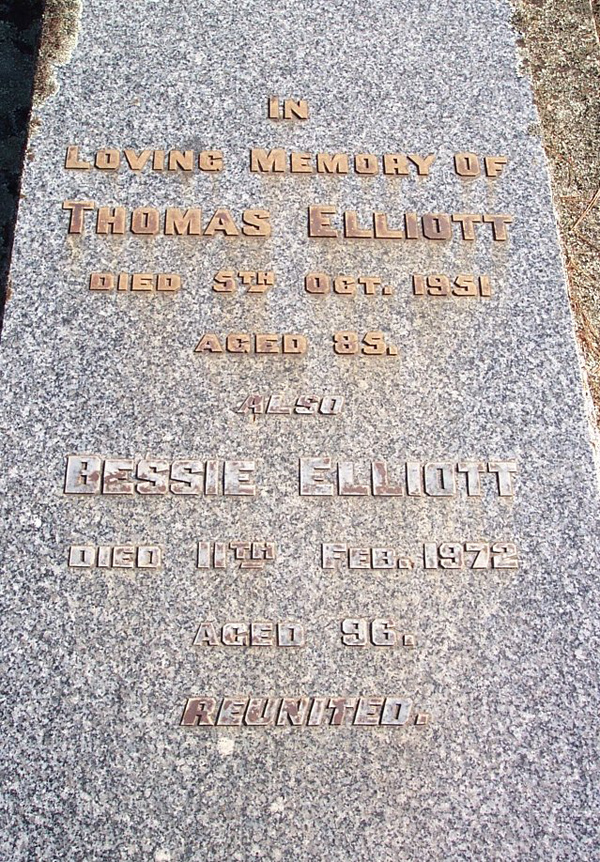 IN
LOVING MEMORY OF
THOMAS ELLIOTT
DIED 5TH OCT. 1951
AGED 85.
ALSO
BESSIE ELLIOTT
DIED 11TH FEB. 1972
AGED 96.
REUNITED.